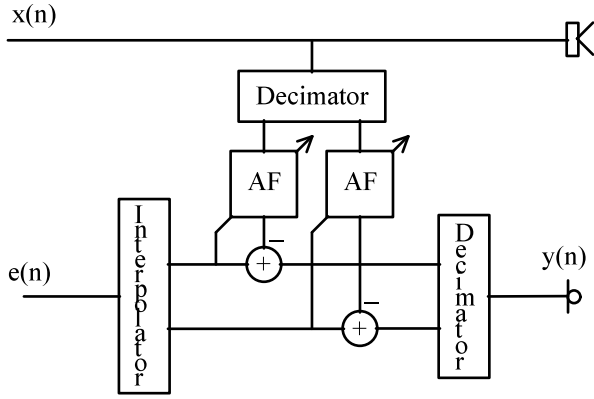 x(n)
Decimator
AF
AF
Interpolator
Decimator
e(n)
y(n)
−
+
−
+